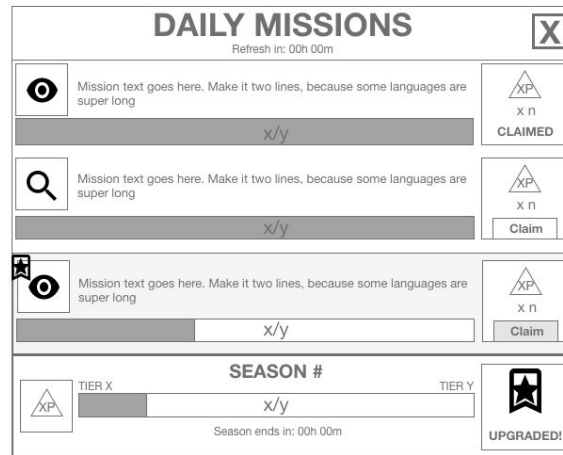 DAILY MISSIONS
X
Refresh in: 00h 00m
Mission text goes here. Make it two lines, because some languages are
super long
x/y
XP
x n
CLAIMED
Mission text goes here. Make it two lines, because some languages are
super long
x/y
XP
x n
Claim
Mission text goes here. Make it two lines, because some languages are
super long
x/y
XP
x n
Claim
SEASON #
XP
TIER X
TIER Y
x/y
Season ends in: 00h 00m
UPGRADED!